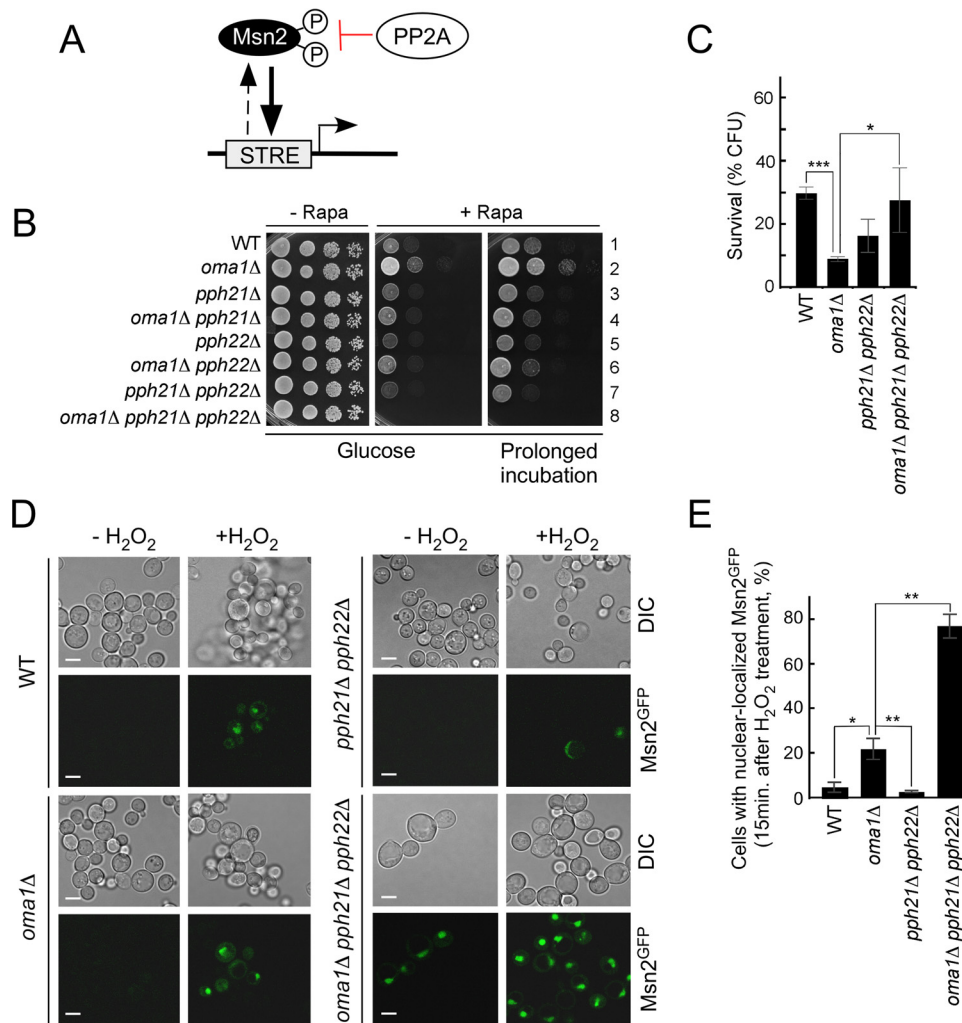 A
Msn2
P
P
PP2A
STRE
B
- Rapa
+ Rapa
WT
oma1Δ
pph21Δ
oma1Δ pph21Δ
pph22Δ
oma1Δ pph22Δ
pph21Δ pph22Δ
oma1Δ pph21Δ pph22Δ
1
2
3
4
5
6
7
8
Glucose
Prolonged
incubation
C
Survival (% CFU)
60
40
20
0
***
*
WT
oma1Δ
pph21Δ pph22Δ
oma1Δ pph21Δ pph22Δ
D
- H₂O₂
+H₂O₂
- H₂O₂
+H₂O₂
WT
oma1Δ
pph21Δ pph22Δ
oma1Δ pph21Δ pph22Δ
DIC
Msn2ᴳᶠᴾ
DIC
Msn2ᴳᶠᴾ
E
Cells with nuclear-localized Msn2ᴳᶠᴾ
(15min. after H₂O₂ treatment, %)
80
60
40
20
0
*
**
**
WT
oma1Δ
pph21Δ pph22Δ
oma1Δ pph21Δ pph22Δ